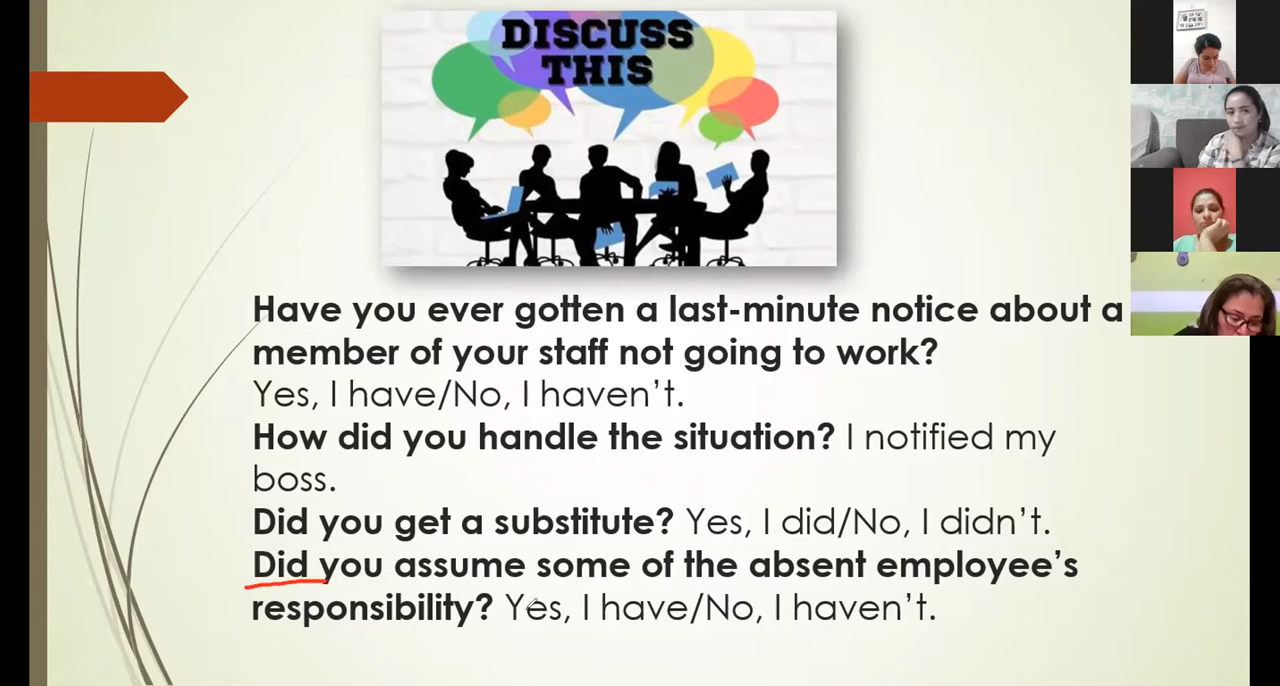 DISCUSS
THIS
Have you ever gotten a last-minute notice about a
member of your staff not going to work?
Yes, I have/No, I haven’t.
How did you handle the situation? I notified my
boss.
Did you get a substitute? Yes, I did/No, I didn’t.
Did you assume some of the absent employee’s
responsibility? Yes, I have/No, I haven’t.